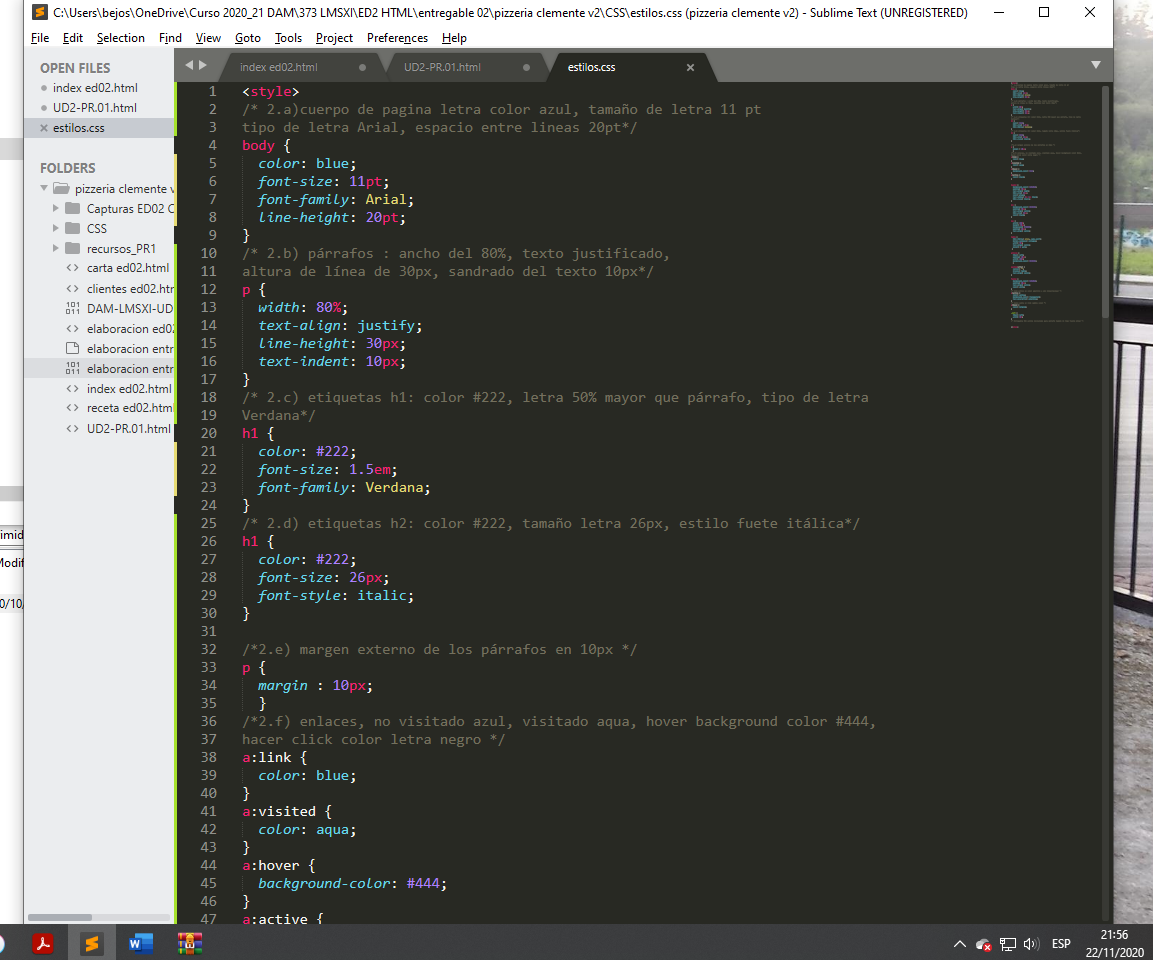 C:\Users\bejos\OneDrive\Curso 2020_21 DAM\373 LMSXI\ED2 HTML\entregable 02\pizzeria clemente v2\CSS\estilos.css (pizzeria clemente v2) - Sublime Text (UNREGISTERED)
File Edit Selection Find View Goto Tools Project Preferences Help
OPEN FILES
index ed02.html
UD2-PR.01.html
estilos.css
FOLDERS
pizzeria clemente v
Capturas ED02 C
CSS
recursos_PR1
carta ed02.html
clientes ed02.htm
DAM-LMSXI-UD
elaboracion ed02
elaboracion entr
elaboracion entr
index ed02.html
receta ed02.html
UD2-PR.01.html
index ed02.html UD2-PR.01.html estilos.css
1 <style>
2 /* 2.a)cuerpo de pagina letra color azul, tamaño de letra 11 pt
3 tipo de letra Arial, espacio entre lineas 20pt*/
4 body {
5 color: blue;
6 font-size: 11pt;
7 font-family: Arial;
8 line-height: 20pt;
9 }
10 /* 2.b) párrafos : ancho del 80%, texto justificado,
11 altura de línea de 30px, sandrado del texto 10px*/
12 p {
13 width: 80%;
14 text-align: justify;
15 line-height: 30px;
16 text-indent: 10px;
17 }
18 /* 2.c) etiquetas h1: color #222, letra 50% mayor que párrafo, tipo de letra
19 Verdana*/
20 h1 {
21 color: #222;
22 font-size: 1.5em;
23 font-family: Verdana;
24 }
25 /* 2.d) etiquetas h2: color #222, tamaño letra 26px, estilo fuete itálica*/
26 h1 {
27 color: #222;
28 font-size: 26px;
29 font-style: italic;
30 }
31
32 /*2.e) margen externo de los párrafos en 10px */
33 p {
34 margin : 10px;
35 }
36 /*2.f) enlaces, no visitado azul, visitado aqua, hover background color #444,
37 hacer click color letra negro */
38 a:link {
39 color: blue;
40 }
41 a:visited {
42 color: aqua;
43 }
44 a:hover {
45 background-color: #444;
46 }
47 a:active {
imid
Modif
0/10/
ESP
21:56
22/11/2020